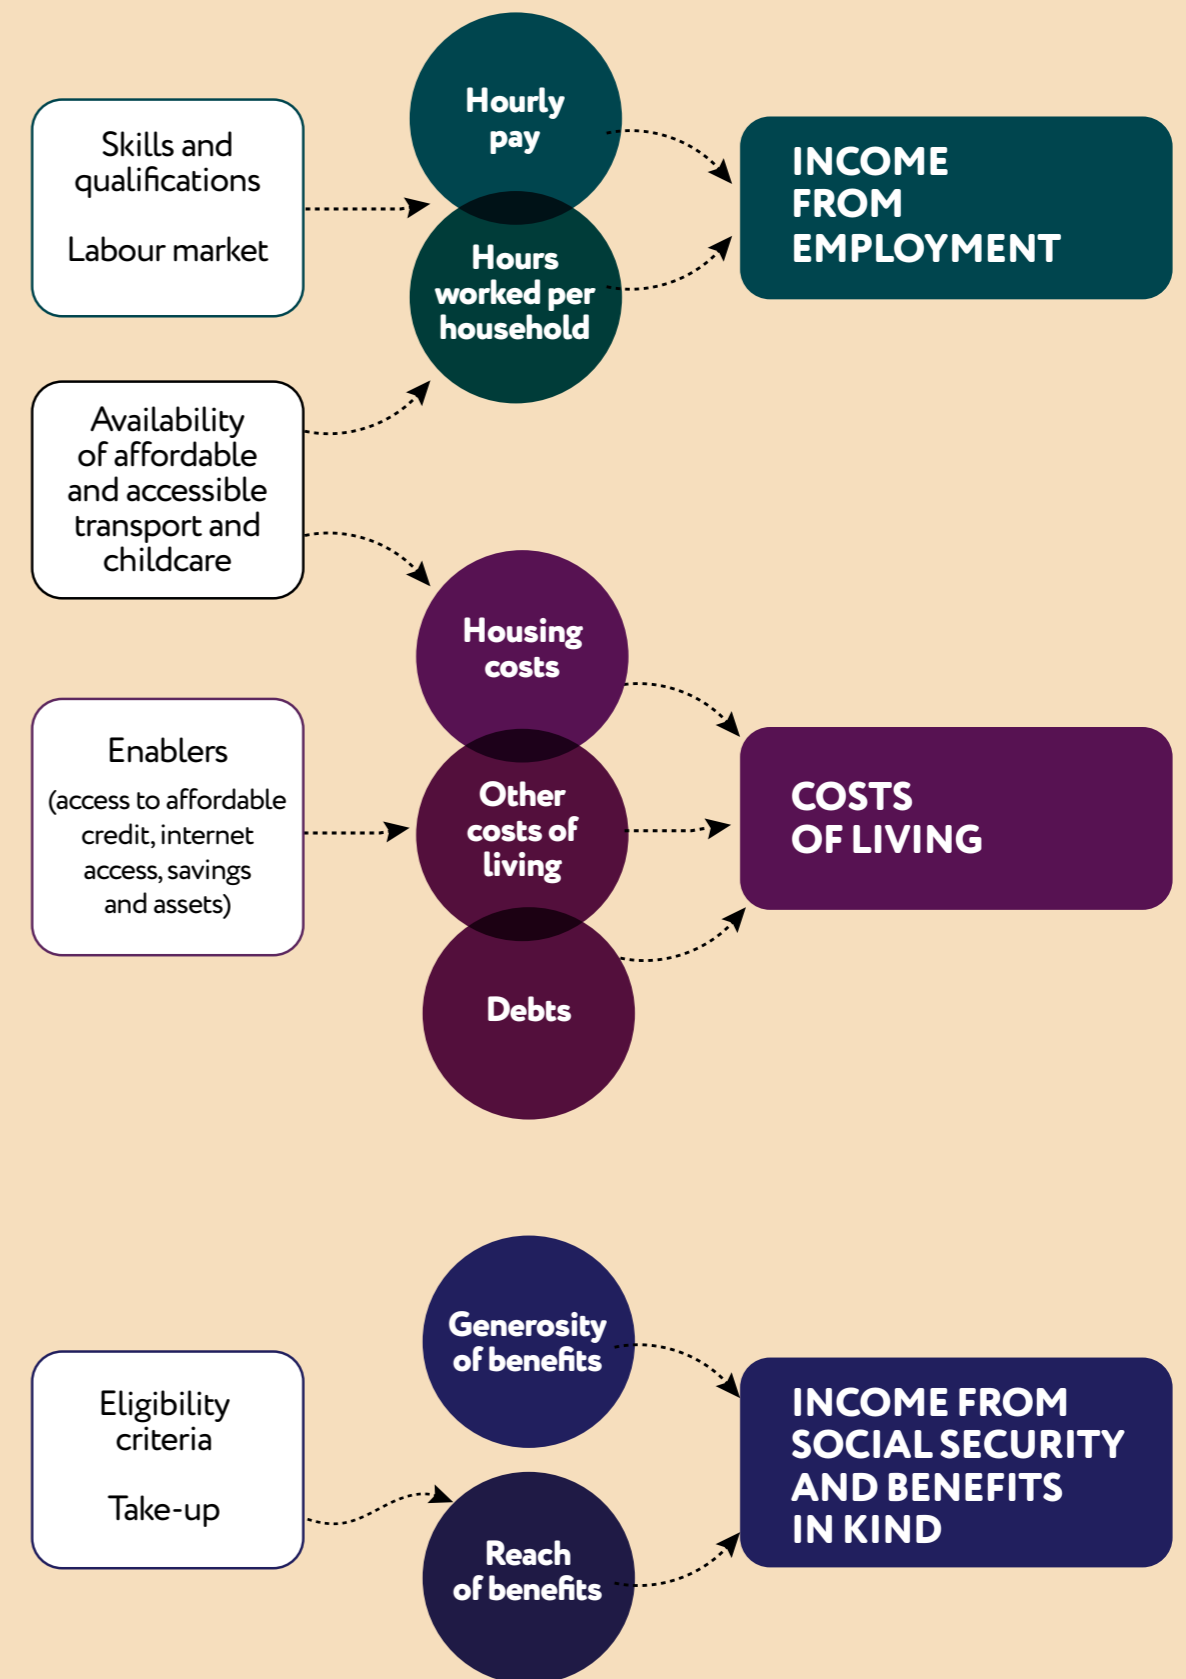 Hourly
pay
Skills and
qualifications
Labour market
INCOME
FROM
EMPLOYMENT
Hours
worked per
household
Availability
of affordable
and accessible
transport and
childcare
Housing
costs
Enablers
(access to affordable
credit, internet
access, savings
and assets)
Other
costs of
living
COSTS
OF LIVING
Debts
Generosity
of benefits
Eligibility
criteria
Take-up
INCOME FROM
SOCIAL SECURITY
AND BENEFITS
IN KIND
Reach
of benefits